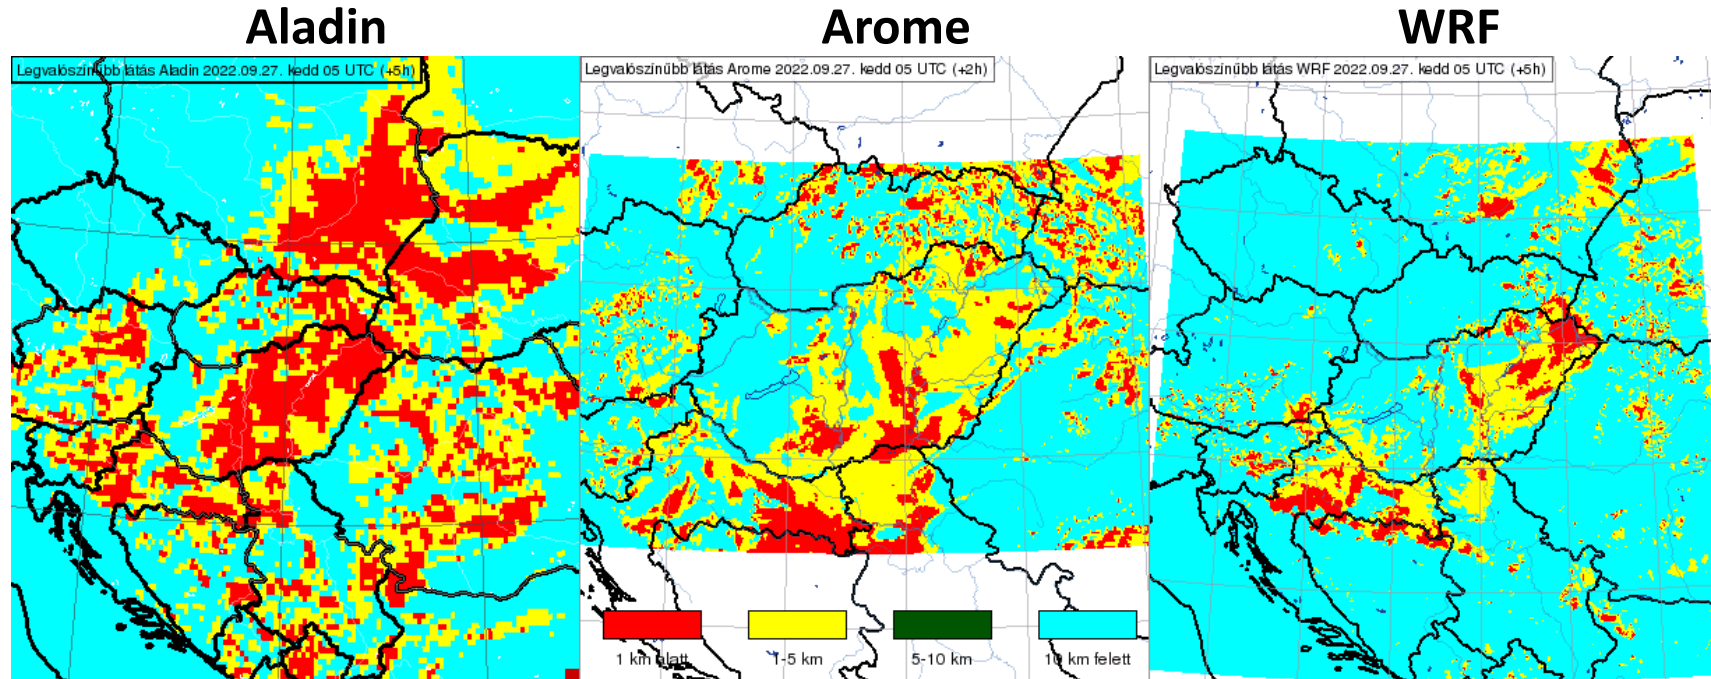 Aladin
Arome
WRF
Legvalószínűbb látás Aladin 2022.09.27. kedd 05 UTC (+5h)
Legvalószínűbb látás Arome 2022.09.27. kedd 05 UTC (+2h)
Legvalószínűbb látás WRF 2022.09.27. kedd 05 UTC (+5h)
1 km alatt
1-5 km
5-10 km
10 km felett